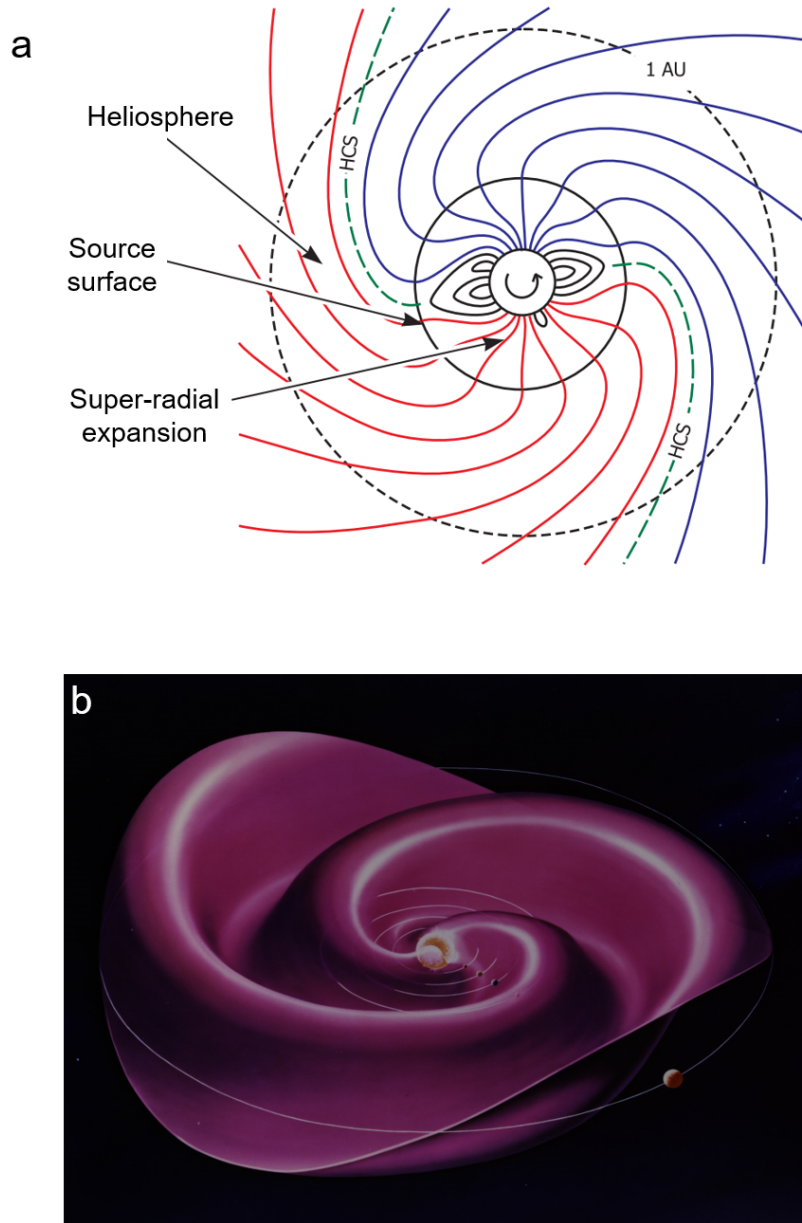 a
1 AU
Heliosphere
HCS
Source
surface
Super-radial
expansion
HCS
b